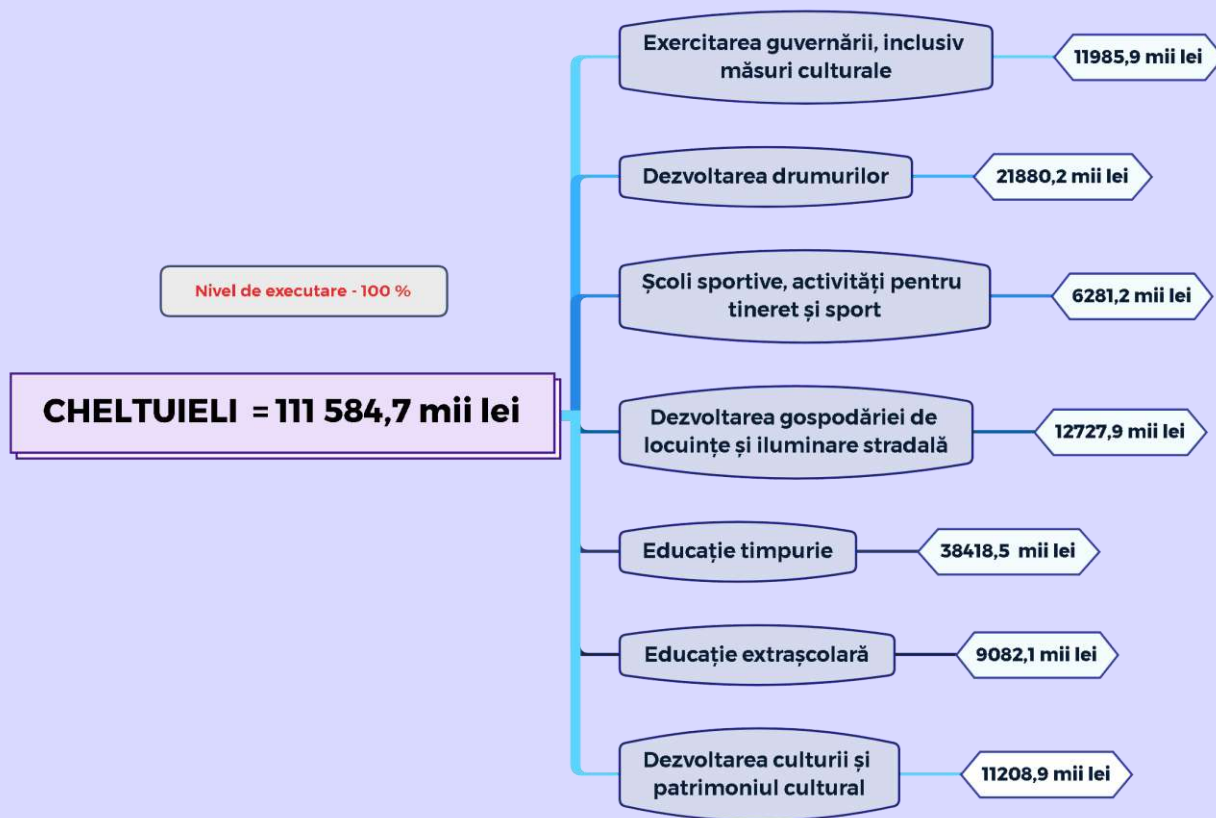 Exercitarea guvernării, inclusiv
măsuri culturale
11985,9 mii lei
Dezvoltarea drumurilor
21880,2 mii lei
Nivel de executare - 100 %
Școli sportive, activități pentru
tineret și sport
6281,2 mii lei
CHELTUIELI = 111 584,7 mii lei
Dezvoltarea gospodăriei de
locuințe și iluminare stradală
12727,9 mii lei
Educație timpurie
38418,5 mii lei
Educație extrașcolară
9082,1 mii lei
Dezvoltarea culturii și
patrimoniul cultural
11208,9 mii lei